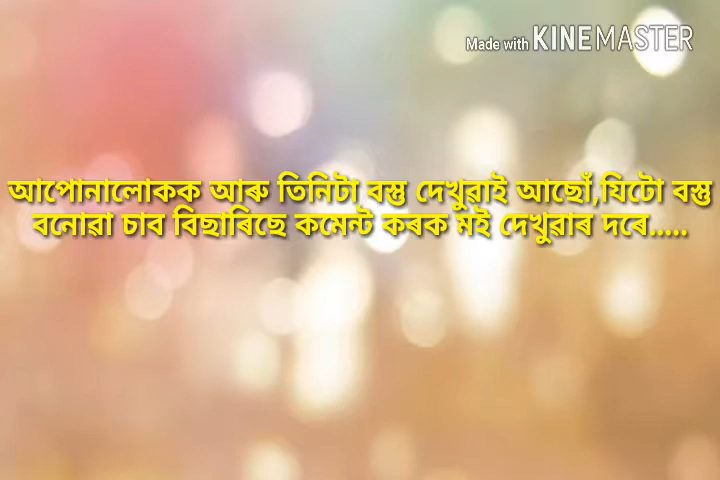 Made with KINEMASTER
আপোনালোকক আৰু তিনিটা বস্তু দেখুৱাই আছোঁ,যিটো বস্তু
বনোৱা চাব বিছাৰিছে কমেন্ট কৰক মই দেখুৱাৰ দৰে.....